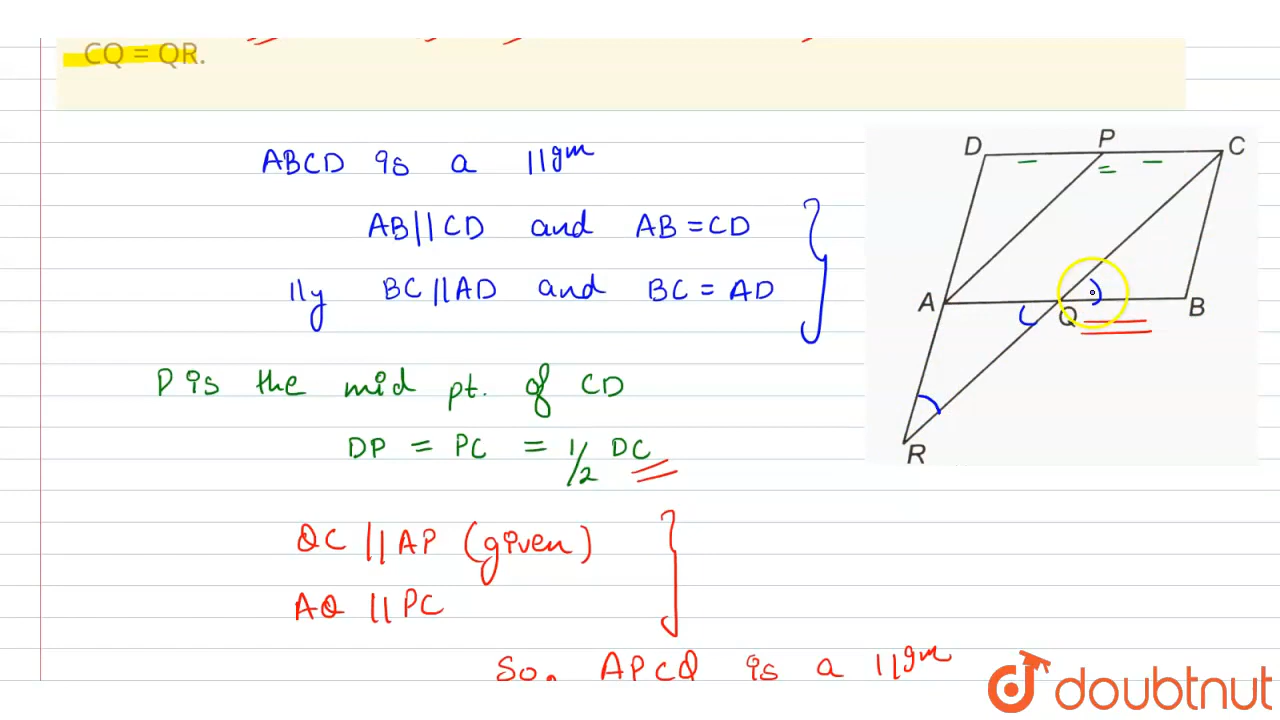 CQ = QR.
ABCD is a ||gm
AB||CD and AB = CD
||y BC||AD and BC = AD
P is the mid pt. of CD
DP = PC = 1/2 DC
QC || AP (given)
AQ || PC
So, APCQ is a ||gm
D P C
A Q B
R
doubtnut